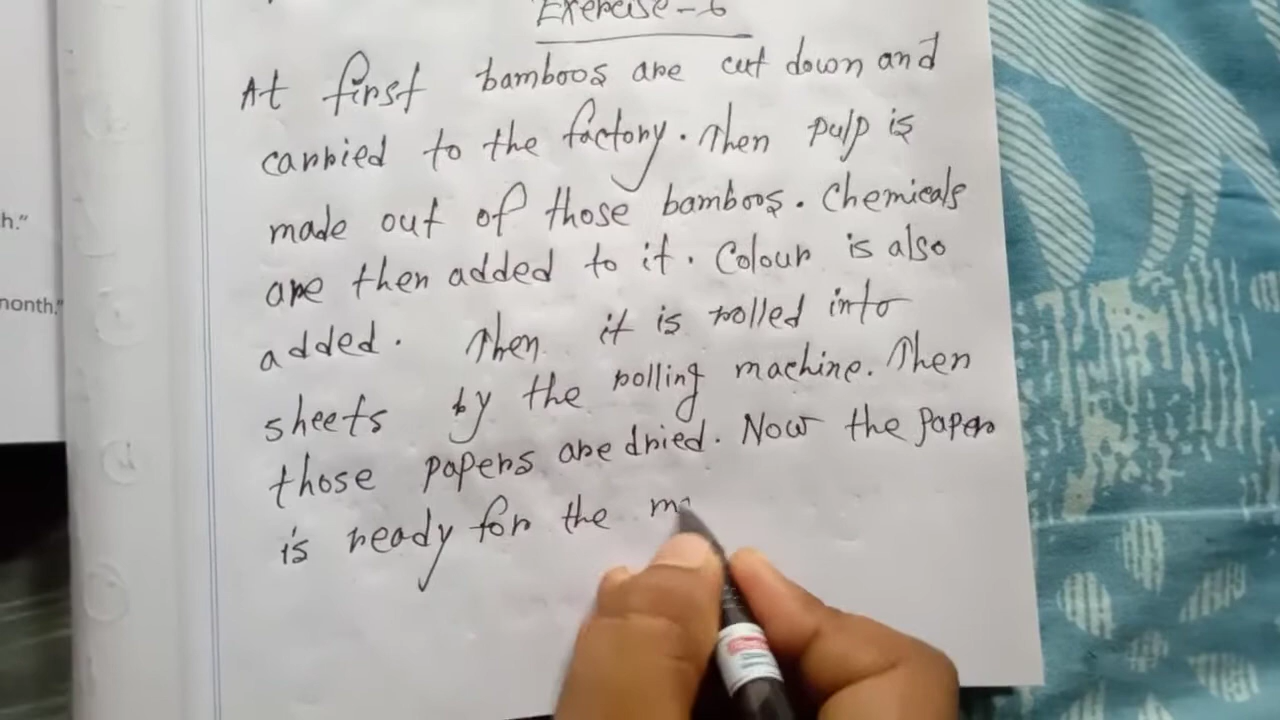 h."
month."
Exercise - 6
At first bamboos are cut down and
carried to the factory. Then pulp is
made out of those bamboos. Chemicals
are then added to it. Colour is also
added. Then it is rolled into
sheets by the rolling machine. Then
those papers are dried. Now the paper
is ready for the m